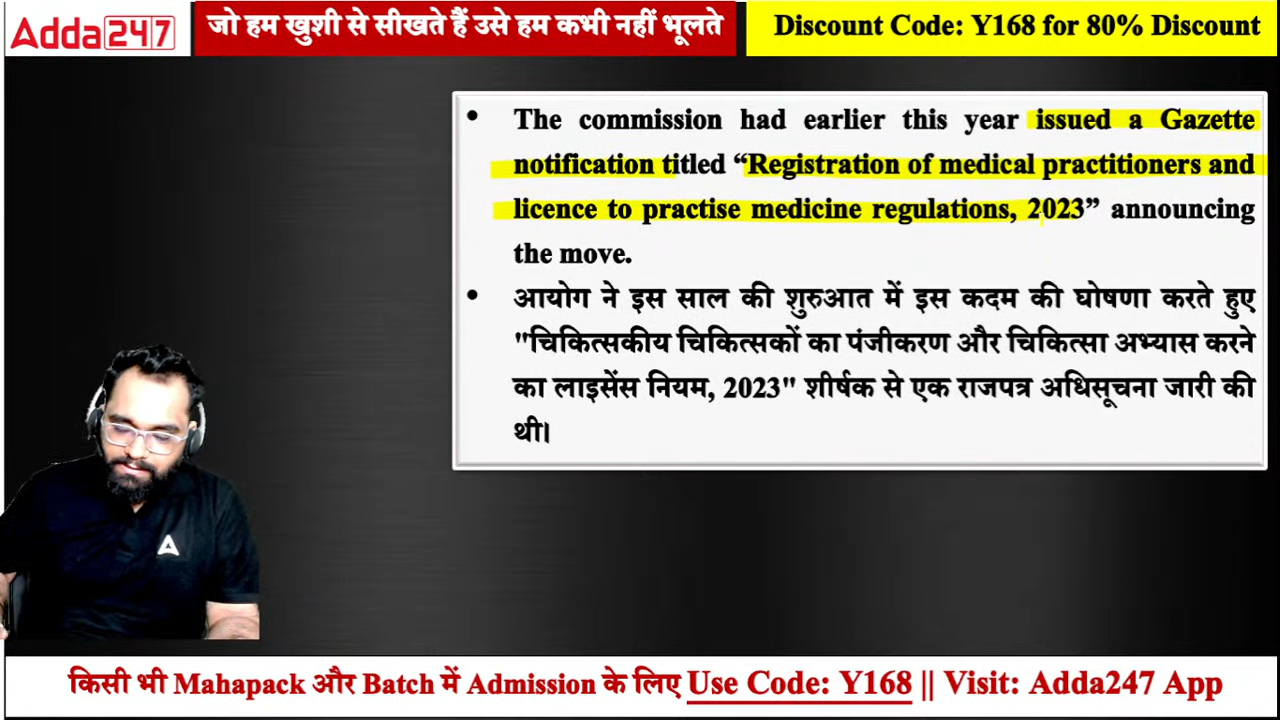 Adda247
जो हम खुशी से सीखते हैं उसे हम कभी नहीं भूलते
Discount Code: Y168 for 80% Discount
• The commission had earlier this year issued a Gazette
notification titled “Registration of medical practitioners and
licence to practise medicine regulations, 2023” announcing
the move.
• आयोग ने इस साल की शुरुआत में इस कदम की घोषणा करते हुए
"चिकित्सकीय चिकित्सकों का पंजीकरण और चिकित्सा अभ्यास करने
का लाइसेंस नियम, 2023" शीर्षक से एक राजपत्र अधिसूचना जारी की
थी।
किसी भी Mahapack और Batch में Admission के लिए Use Code: Y168 || Visit: Adda247 App